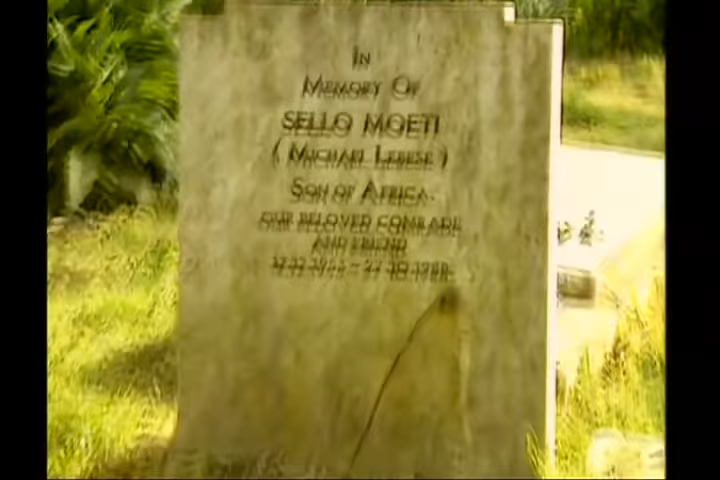 IN
MEMORY OF
SELLO MOETI
( MICHAEL LEBESE )
SON OF AFRICA.
OUR BELOVED COMRADE
AND FRIEND